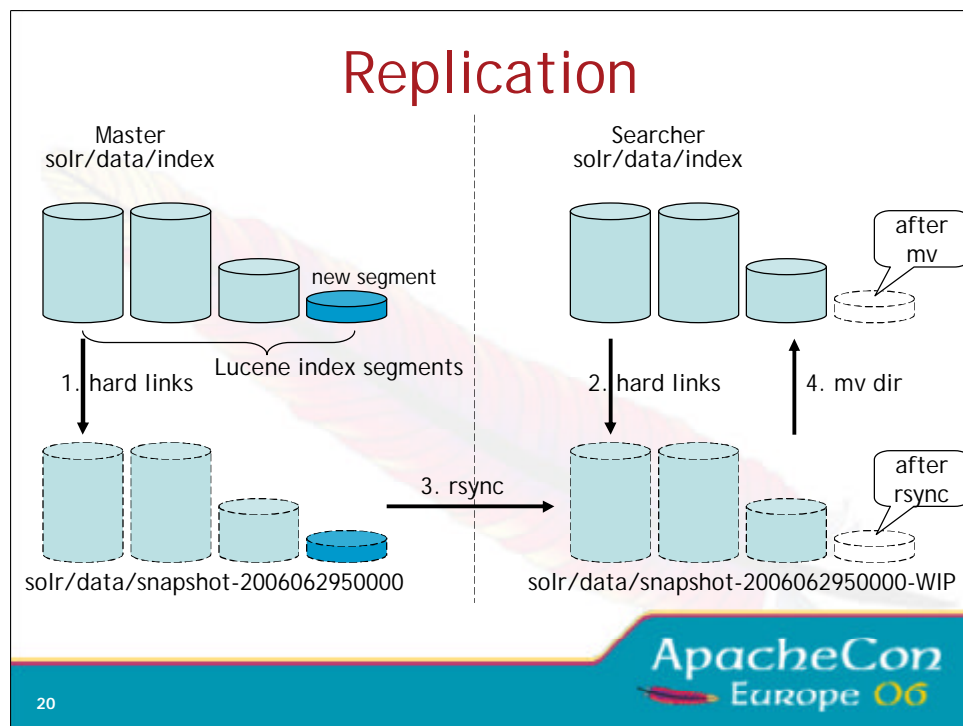 Replication
Master
solr/data/index
new segment
Lucene index segments
1. hard links
3. rsync
solr/data/snapshot-2006062950000
Searcher
solr/data/index
after
mv
2. hard links
4. mv dir
after
rsync
solr/data/snapshot-2006062950000-WIP
20
ApacheCon
Europe 06